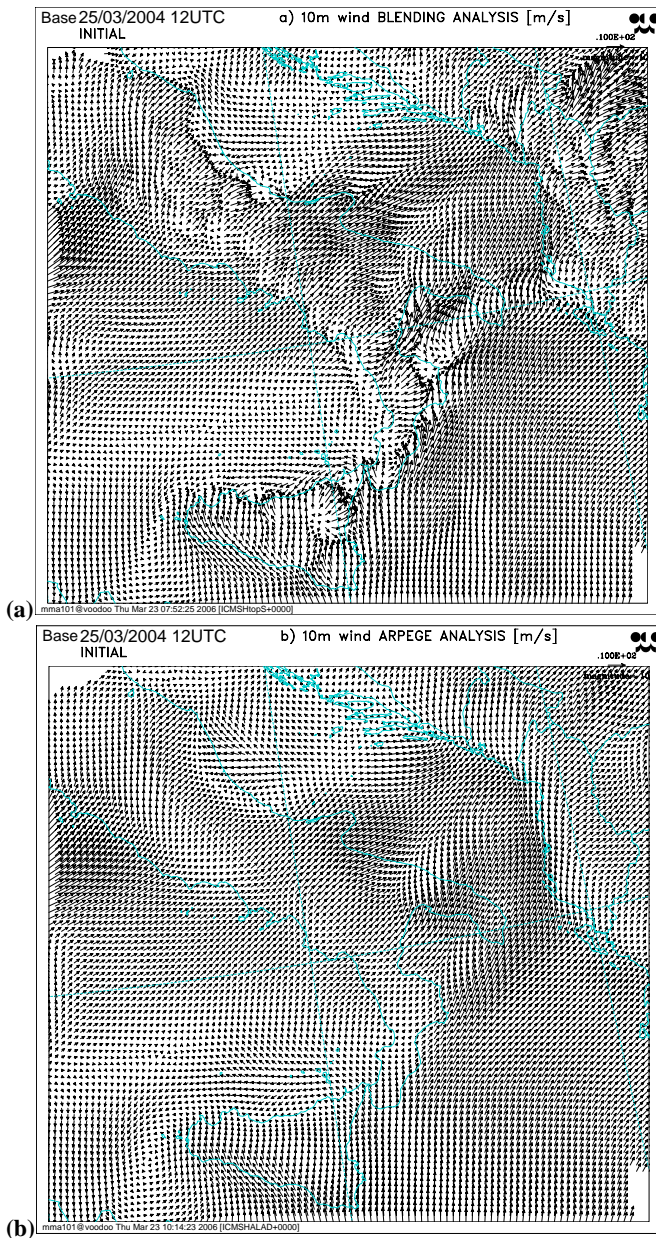 Base 25/03/2004 12UTC a) 10m wind BLENDING ANALYSIS [m/s]
INITIAL
.100E+02
(a)
mma101@voodoo Thu Mar 23 07:52:25 2006 [ICMSHtopS+0000]
Base 25/03/2004 12UTC b) 10m wind ARPEGE ANALYSIS [m/s]
INITIAL
.100E+02
(b)
mma101@voodoo Thu Mar 23 10:14:23 2006 [ICMSHALAD+0000]